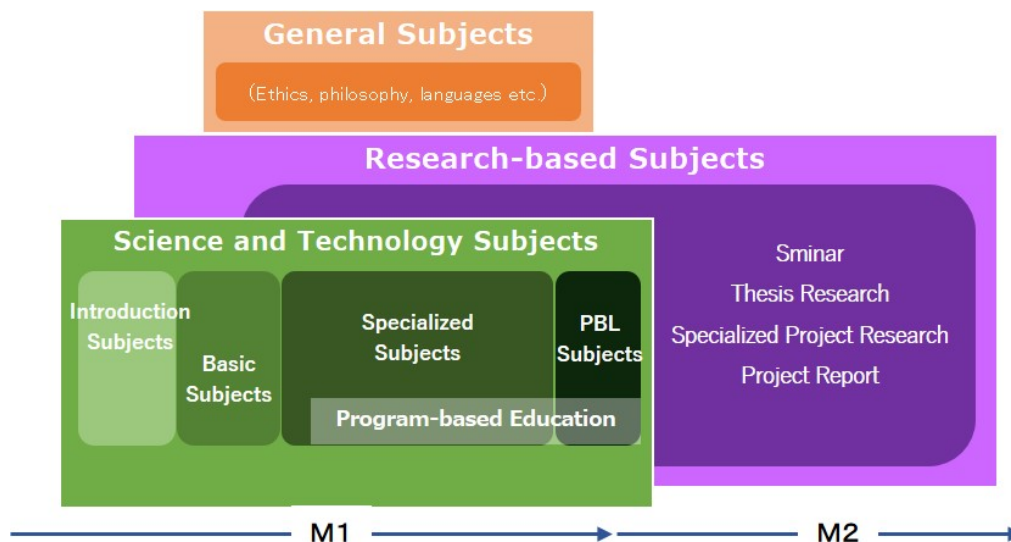 General Subjects
(Ethics, philosophy, languages etc.)
Research-based Subjects
Science and Technology Subjects
Introduction
Subjects
Basic
Subjects
Specialized
Subjects
PBL
Subjects
Program-based Education
Sminar
Thesis Research
Specialized Project Research
Project Report
M1
M2